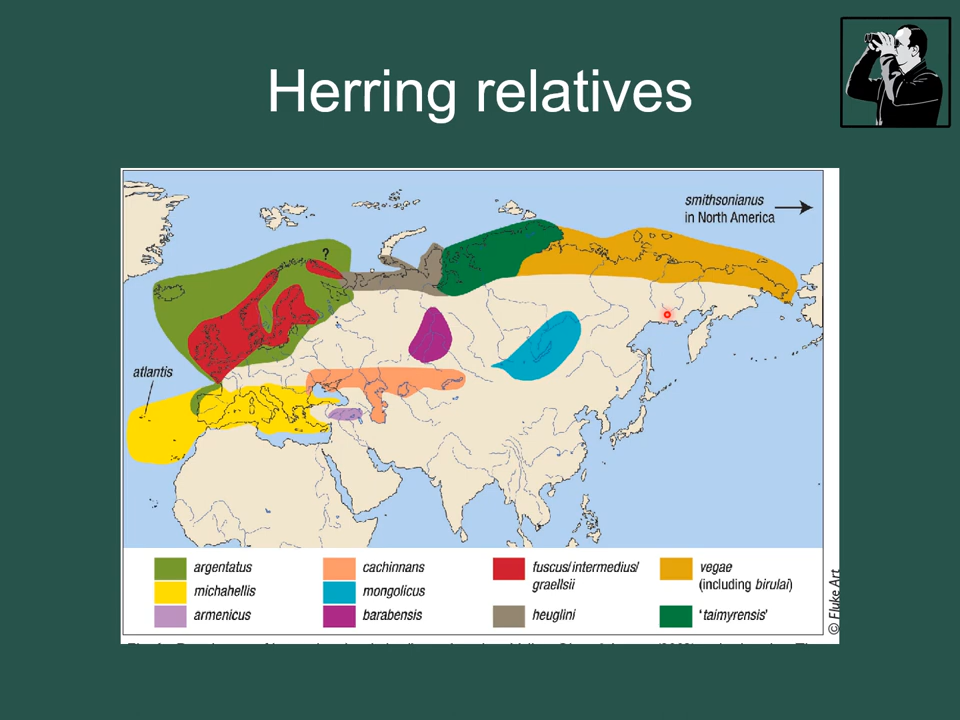 Herring relatives
smithsonianus
in North America
?
atlantis
argentatus
cachinnans
fuscus/intermedius/
graellsii
vegae
(including birulai)
michahellis
mongolicus
armenicus
barabensis
heuglini
'taimyrensis'
© Fluke Art